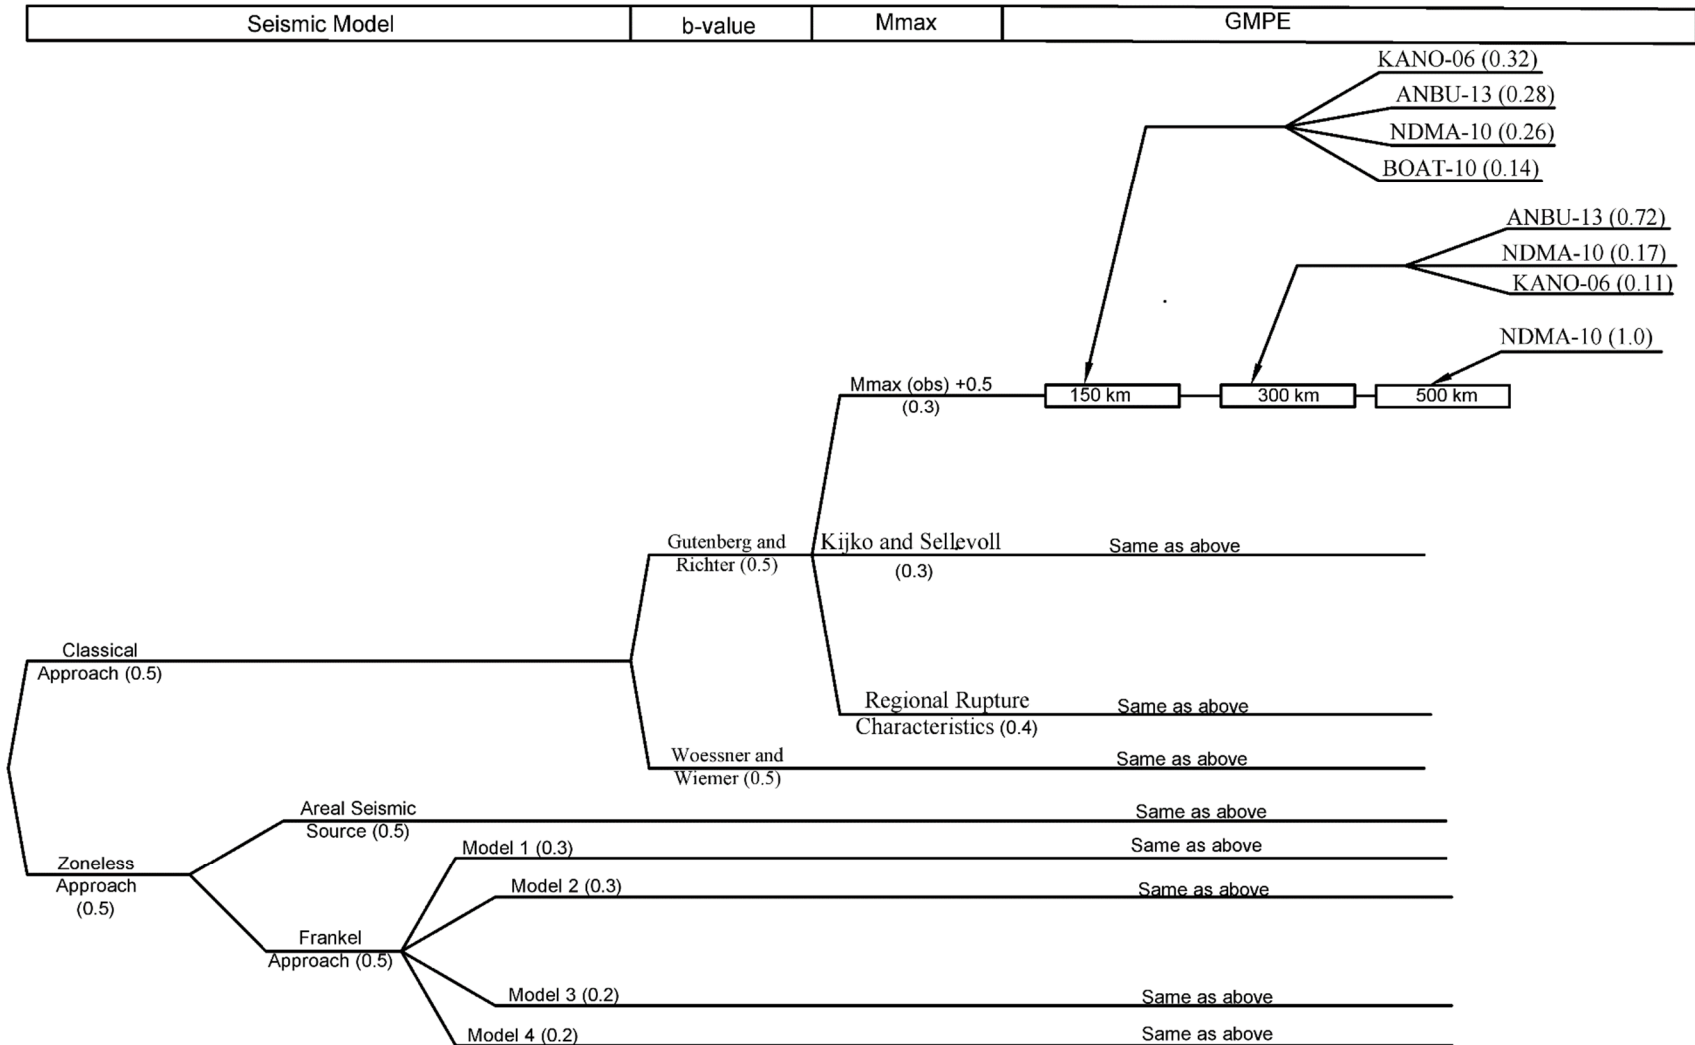 Seismic Model
b-value
Mmax
GMPE
KANO-06 (0.32)
ANBU-13 (0.28)
NDMA-10 (0.26)
BOAT-10 (0.14)
ANBU-13 (0.72)
NDMA-10 (0.17)
KANO-06 (0.11)
NDMA-10 (1.0)
Mmax (obs) +0.5
(0.3)
150 km
300 km
500 km
Gutenberg and
Richter (0.5)
Kijko and Sellevoll
(0.3)
Same as above
Classical
Approach (0.5)
Regional Rupture
Characteristics (0.4)
Same as above
Woessner and
Wiemer (0.5)
Same as above
Areal Seismic
Source (0.5)
Same as above
Zoneless
Approach
(0.5)
Model 1 (0.3)
Same as above
Model 2 (0.3)
Same as above
Frankel
Approach (0.5)
Model 3 (0.2)
Same as above
Model 4 (0.2)
Same as above